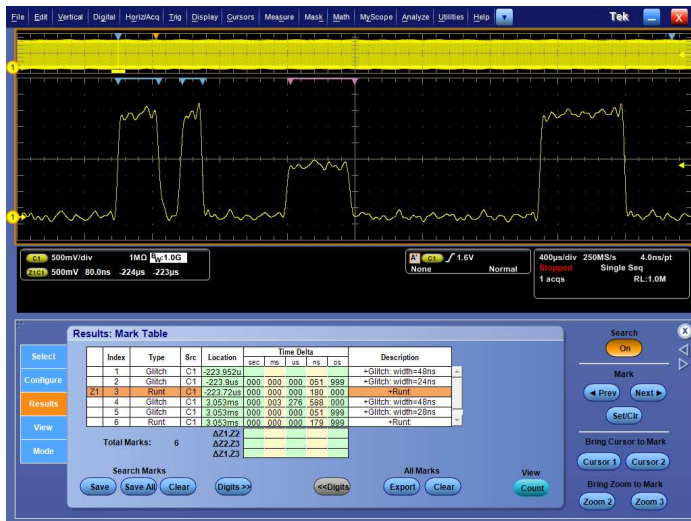 File Edit Vertical Digital Horiz/Acq Trig Display Cursors Measure Mask Math MyScope Analyze Utilities Help Tek X
1
1
C1 500mV/div 1MΩ BW:1.0G
Z1C1 500mV 80.0ns -224µs -223µs
A' C1 1.6V
None Normal
400µs/div 250MS/s 4.0ns/pt
Stopped Single Seq
1 acqs RL:1.0M
Results: Mark Table
Select
Configure
Results
View
Mode
Index Type Src Location Time Delta Description
sec ms us ns ps
1 Glitch C1 -223.952u +Glitch: width=48ns
2 Glitch C1 -223.9us 000 000 000 051 999 +Glitch: width=24ns
Z1 3 Runt C1 -223.72us 000 000 000 180 000 +Runt:
4 Glitch C1 3.053ms 000 003 276 588 000 +Glitch: width=48ns
5 Glitch C1 3.053ms 000 000 000 051 999 +Glitch: width=28ns
6 Runt C1 3.053ms 000 000 000 179 999 +Runt:
Total Marks: 6
ΔZ1.Z2
ΔZ2.Z3
ΔZ1.Z3
Search Marks
Save Save All Clear
Digits >>
<<Digits
All Marks
Export Clear
View
Count
Search
On
X
Mark
Prev Next
Set/Clr
Bring Cursor to Mark
Cursor 1 Cursor 2
Bring Zoom to Mark
Zoom 2 Zoom 3